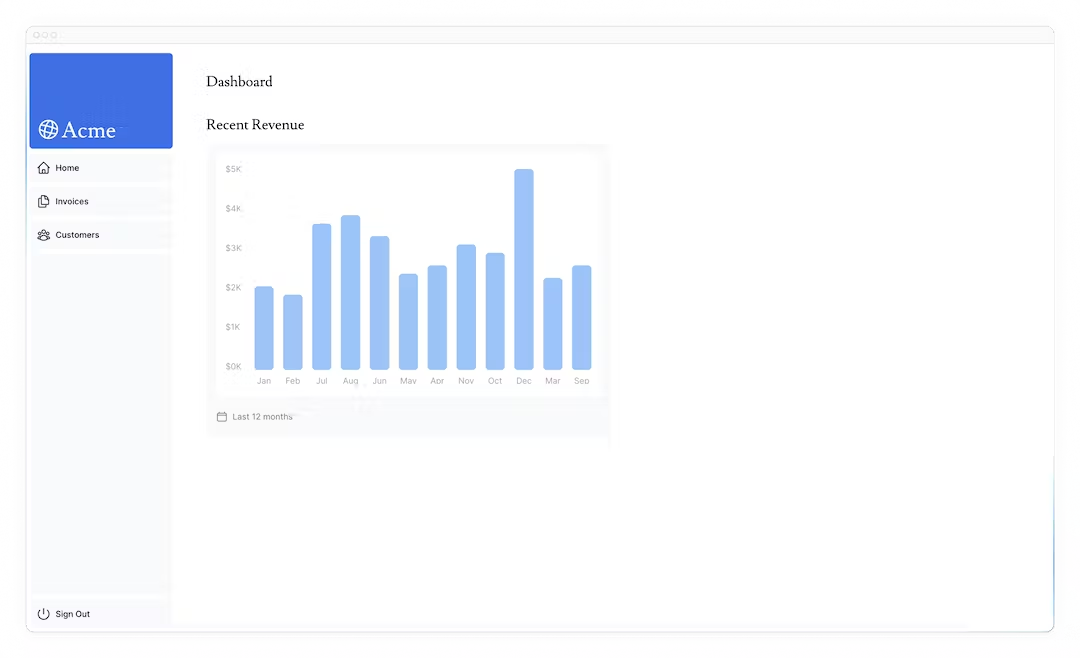 Acme
Home
Invoices
Customers
Sign Out
Dashboard
Recent Revenue
$5K
$4K
$3K
$2K
$1K
$0K
Jan Feb Jul Aug Jun May Apr Nov Oct Dec Mar Sep
Last 12 months